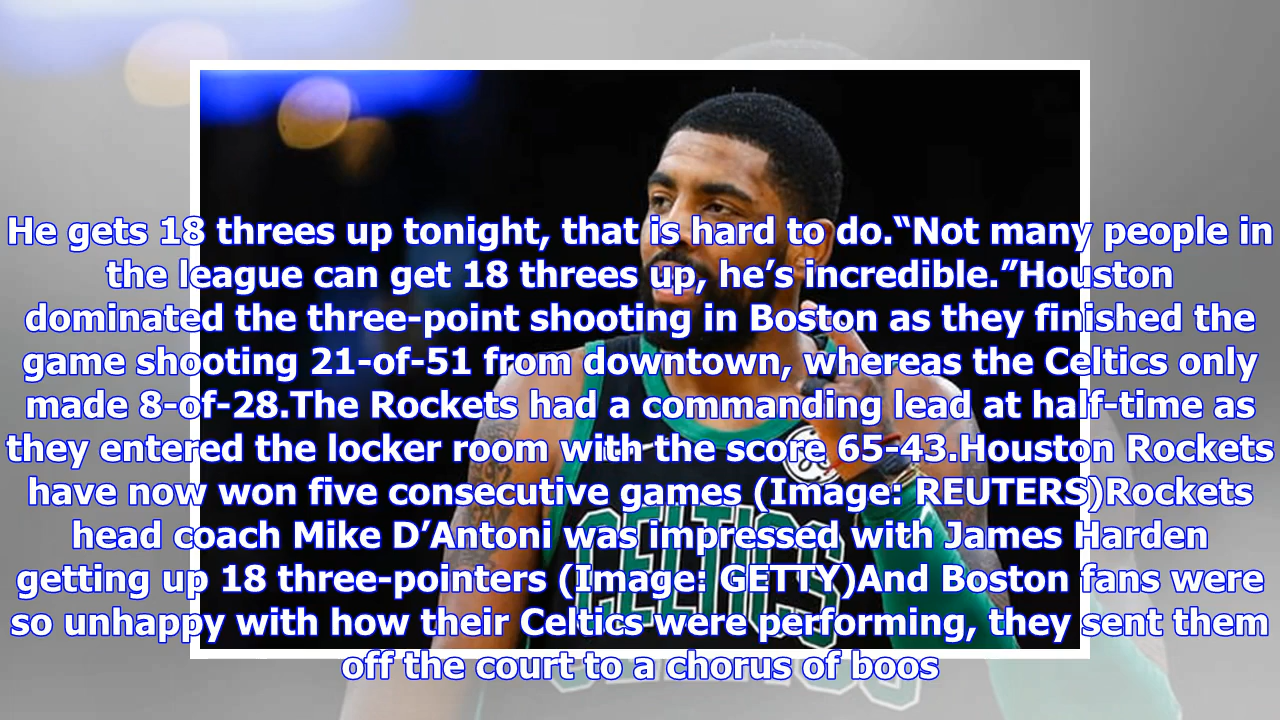 He gets 18 threes up tonight, that is hard to do.“Not many people in
the league can get 18 threes up, he’s incredible.”Houston
dominated the three-point shooting in Boston as they finished the
game shooting 21-of-51 from downtown, whereas the Celtics only
made 8-of-28.The Rockets had a commanding lead at half-time as
they entered the locker room with the score 65-43.Houston Rockets
have now won five consecutive games (Image: REUTERS)Rockets
head coach Mike D’Antoni was impressed with James Harden
getting up 18 three-pointers (Image: GETTY)And Boston fans were
so unhappy with how their Celtics were performing, they sent them
off the court to a chorus of boos
CELTICS